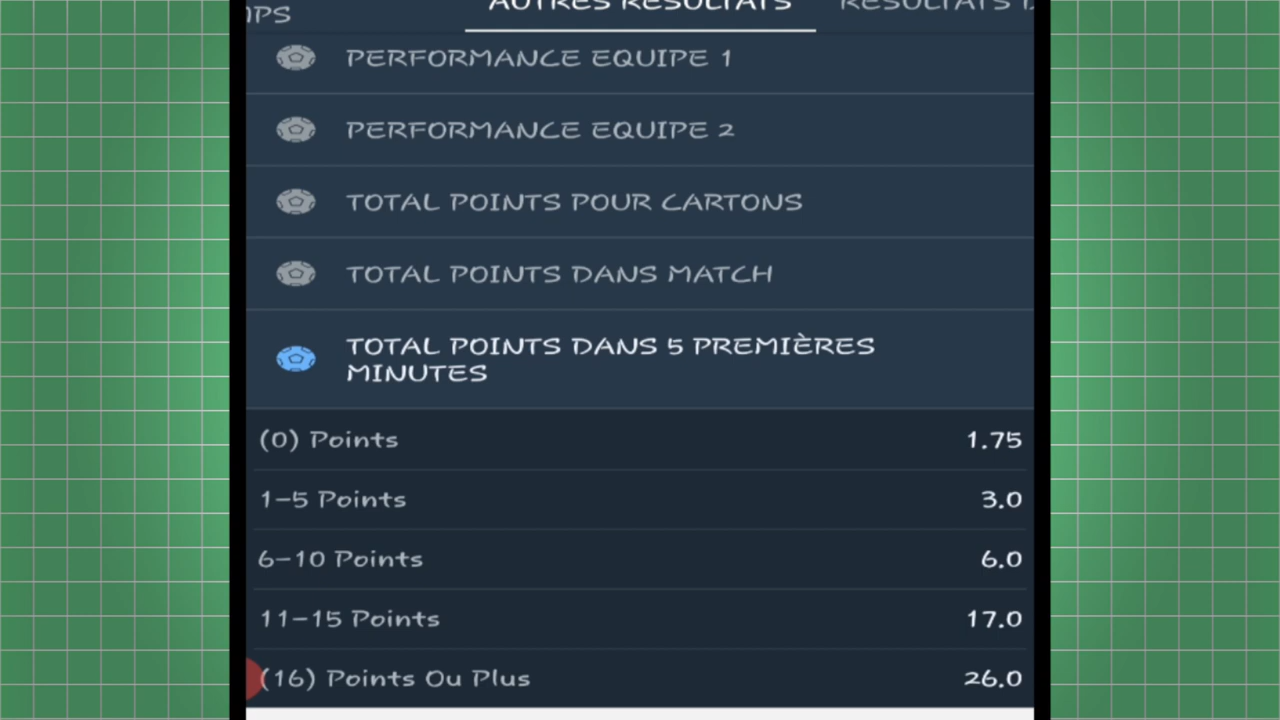 AUTRES RÉSULTATS
PERFORMANCE EQUIPE 1
PERFORMANCE EQUIPE 2
TOTAL POINTS POUR CARTONS
TOTAL POINTS DANS MATCH
TOTAL POINTS DANS 5 PREMIÈRES
MINUTES
(0) Points 1.75
1-5 Points 3.0
6-10 Points 6.0
11-15 Points 17.0
(16) Points Ou Plus 26.0